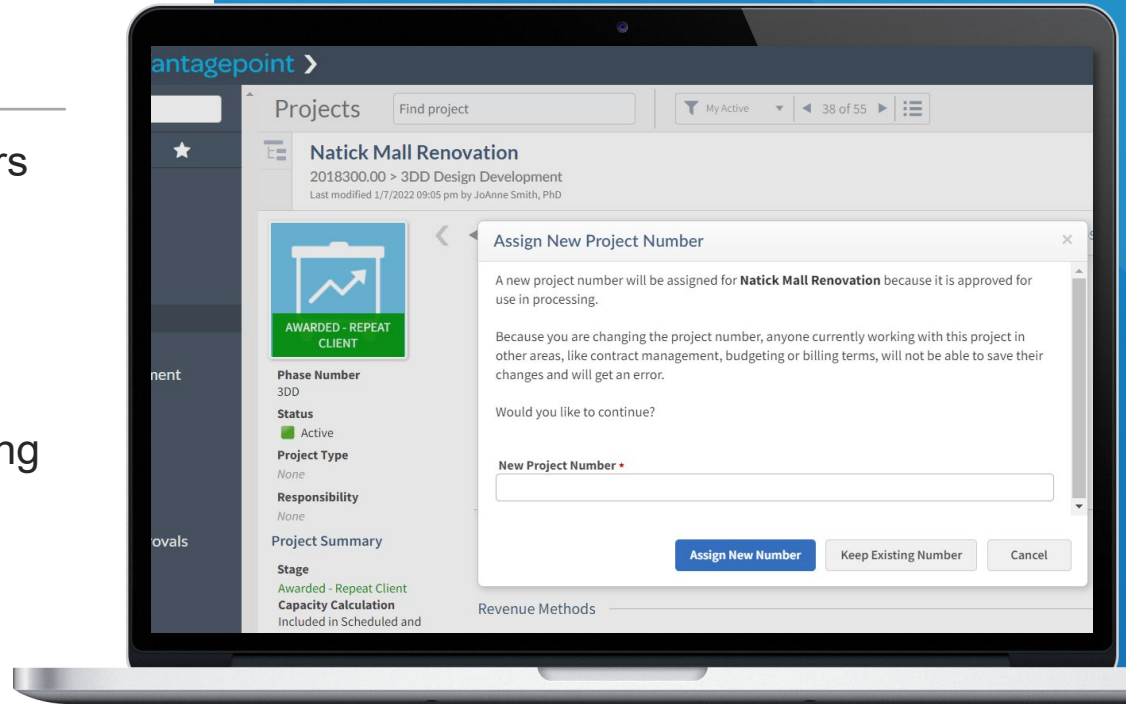 rs
ng
antagepoint
Projects
Find project
My Active
38 of 55
Natick Mall Renovation
2018300.00 > 3DD Design Development
Last modified 1/7/2022 09:05 pm by JoAnne Smith, PhD
AWARDED - REPEAT
CLIENT
Phase Number
3DD
Status
Active
Project Type
None
Responsibility
None
Project Summary
Stage
Awarded - Repeat Client
Capacity Calculation
Included in Scheduled and
ment
ovals
Assign New Project Number
A new project number will be assigned for Natick Mall Renovation because it is approved for
use in processing.
Because you are changing the project number, anyone currently working with this project in
other areas, like contract management, budgeting or billing terms, will not be able to save their
changes and will get an error.
Would you like to continue?
New Project Number •
Assign New Number
Keep Existing Number
Cancel
Revenue Methods